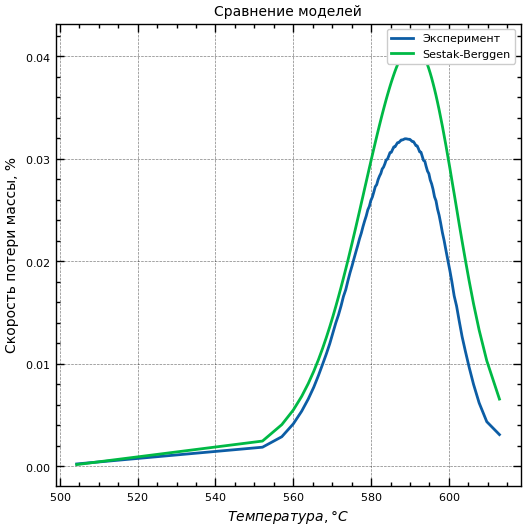 Сравнение моделей
Эксперимент
Sestak-Berggen
Скорость потери массы, %
0.04
0.03
0.02
0.01
0.00
500 520 540 560 580 600
Температура, °C